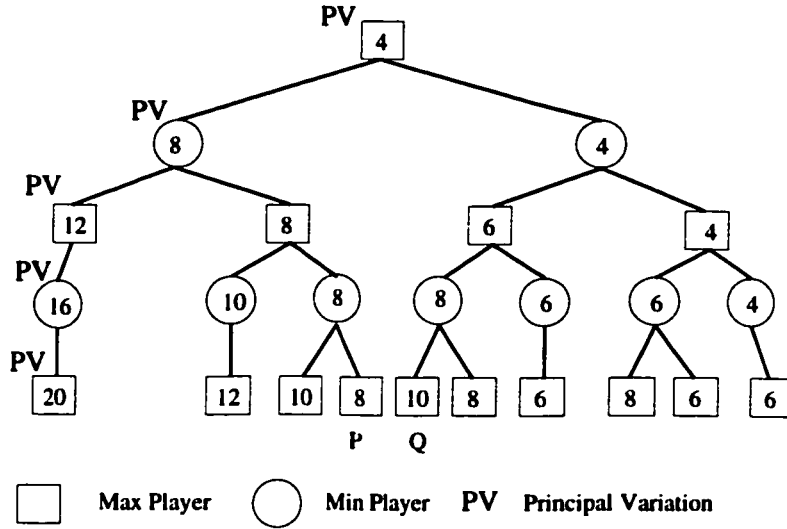 PV
4
PV
8 4
PV
12 8 6 4
PV
16 10 8 8 6 6 4
PV
20 12 10 8 10 8 6 8 6 6
P Q
Max Player Min Player PV Principal Variation